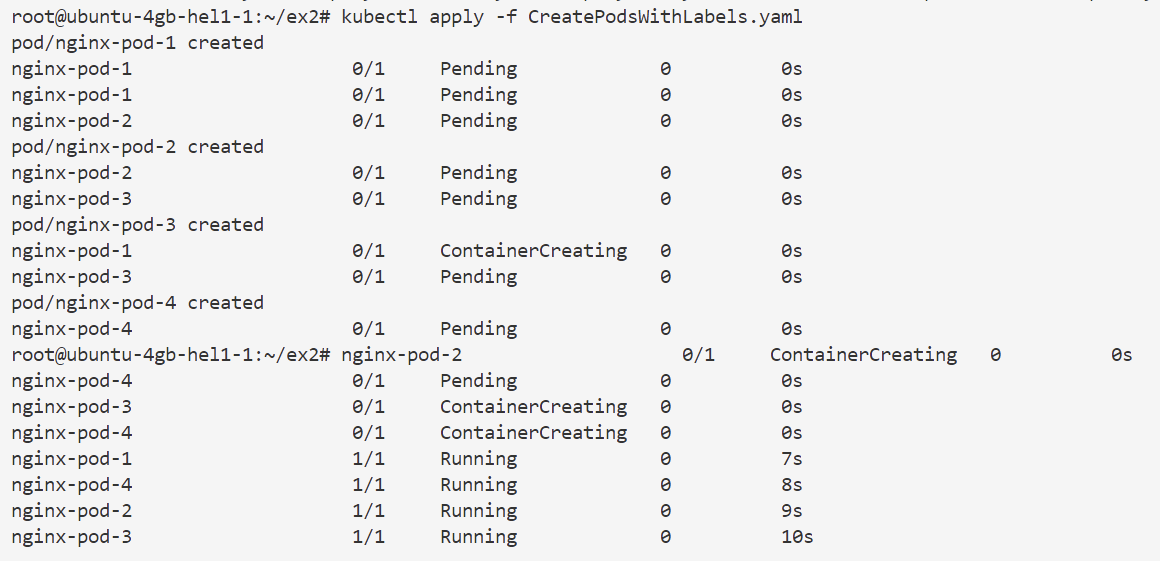 root@ubuntu-4gb-hel1-1:~/ex2# kubectl apply -f CreatePodsWithLabels.yaml
pod/nginx-pod-1 created
nginx-pod-1                    0/1     Pending             0          0s
nginx-pod-1                    0/1     Pending             0          0s
nginx-pod-2                    0/1     Pending             0          0s
pod/nginx-pod-2 created
nginx-pod-2                    0/1     Pending             0          0s
nginx-pod-3                    0/1     Pending             0          0s
pod/nginx-pod-3 created
nginx-pod-1                    0/1     ContainerCreating   0          0s
nginx-pod-3                    0/1     Pending             0          0s
pod/nginx-pod-4 created
nginx-pod-4                    0/1     Pending             0          0s
root@ubuntu-4gb-hel1-1:~/ex2# nginx-pod-2                    0/1     ContainerCreating   0          0s
nginx-pod-4                    0/1     Pending             0          0s
nginx-pod-3                    0/1     ContainerCreating   0          0s
nginx-pod-4                    0/1     ContainerCreating   0          0s
nginx-pod-1                    1/1     Running             0          7s
nginx-pod-4                    1/1     Running             0          8s
nginx-pod-2                    1/1     Running             0          9s
nginx-pod-3                    1/1     Running             0          10s